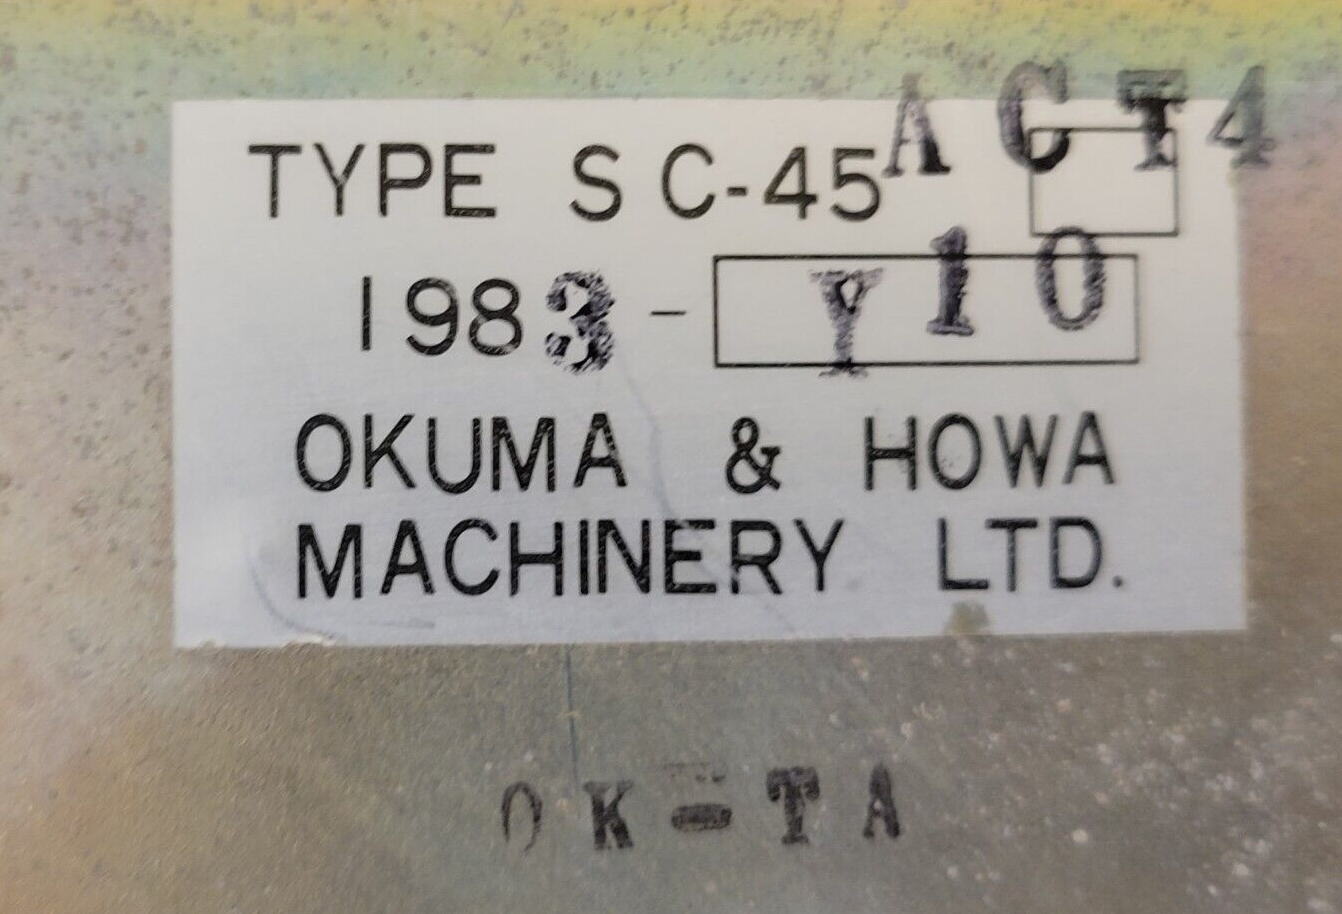 TYPE SC-45 ACT4
1983 - Y10
OKUMA & HOWA
MACHINERY LTD.
OK-TA